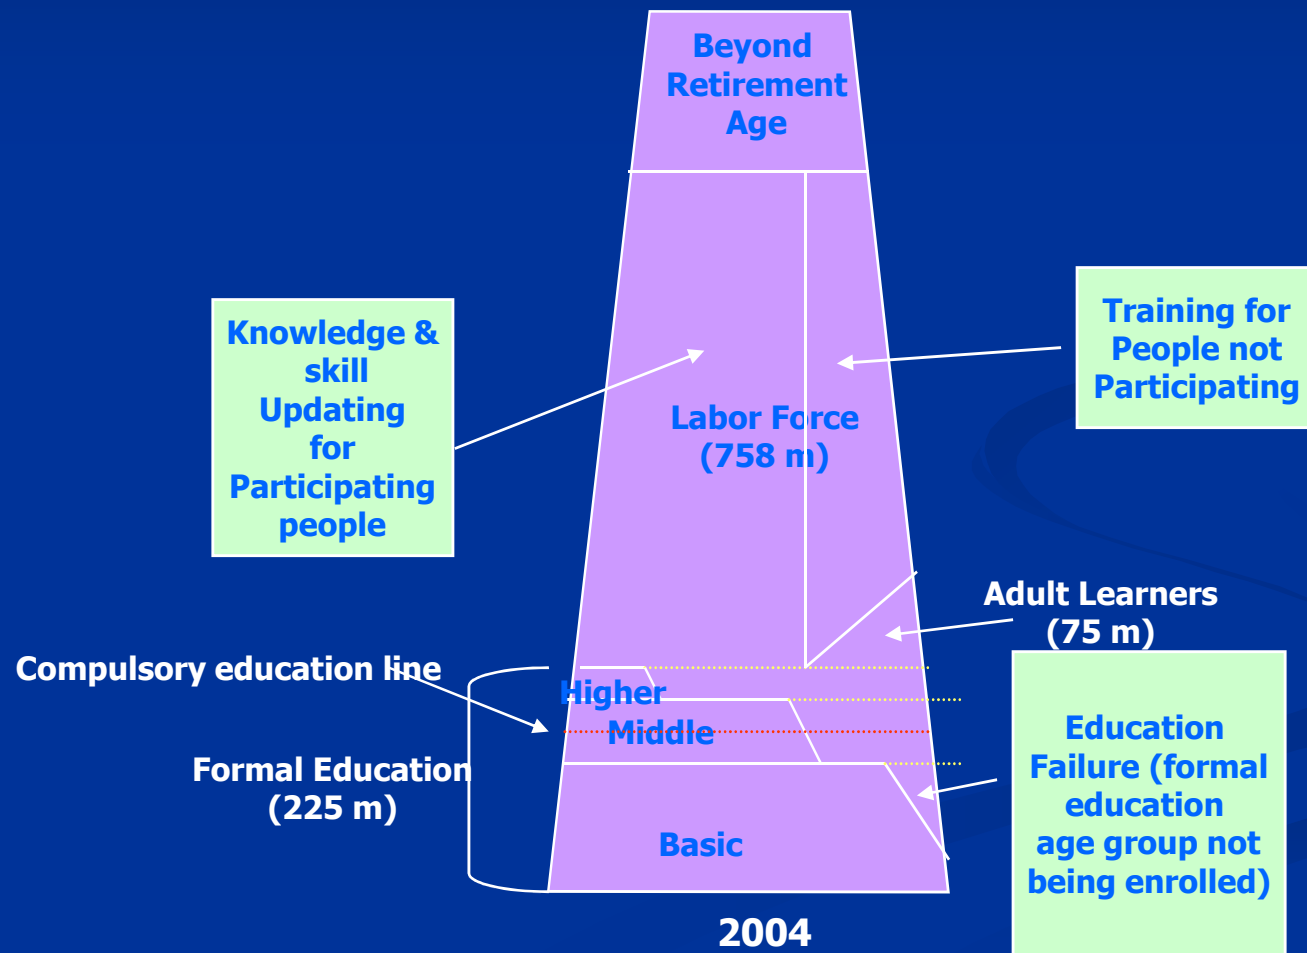 Beyond
Retirement
Age
Knowledge &
skill
Updating
for
Participating
people
Training for
People not
Participating
Labor Force
(758 m)
Adult Learners
(75 m)
Compulsory education line
Higher
Middle
Formal Education
(225 m)
Basic
Education
Failure (formal
education
age group not
being enrolled)
2004